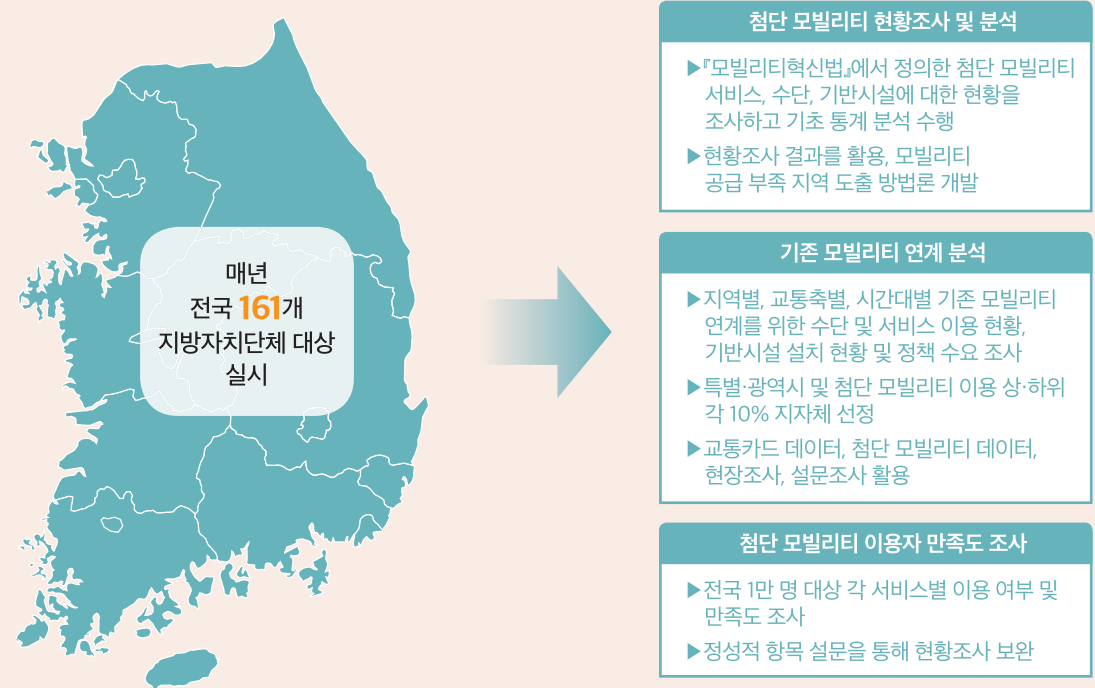 매년
전국 161개
지방자치단체 대상
실시
첨단 모빌리티 현황조사 및 분석
▶『모빌리티혁신법』에서 정의한 첨단 모빌리티
서비스, 수단, 기반시설에 대한 현황을
조사하고 기초 통계 분석 수행
▶현황조사 결과를 활용, 모빌리티
공급 부족 지역 도출 방법론 개발
기존 모빌리티 연계 분석
▶지역별, 교통축별, 시간대별 기존 모빌리티
연계를 위한 수단 및 서비스 이용 현황,
기반시설 설치 현황 및 정책 수요 조사
▶특별·광역시 및 첨단 모빌리티 이용 상·하위
각 10% 지자체 선정
▶교통카드 데이터, 첨단 모빌리티 데이터,
현장조사, 설문조사 활용
첨단 모빌리티 이용자 만족도 조사
▶전국 1만 명 대상 각 서비스별 이용 여부 및
만족도 조사
▶정성적 항목 설문을 통해 현황조사 보완